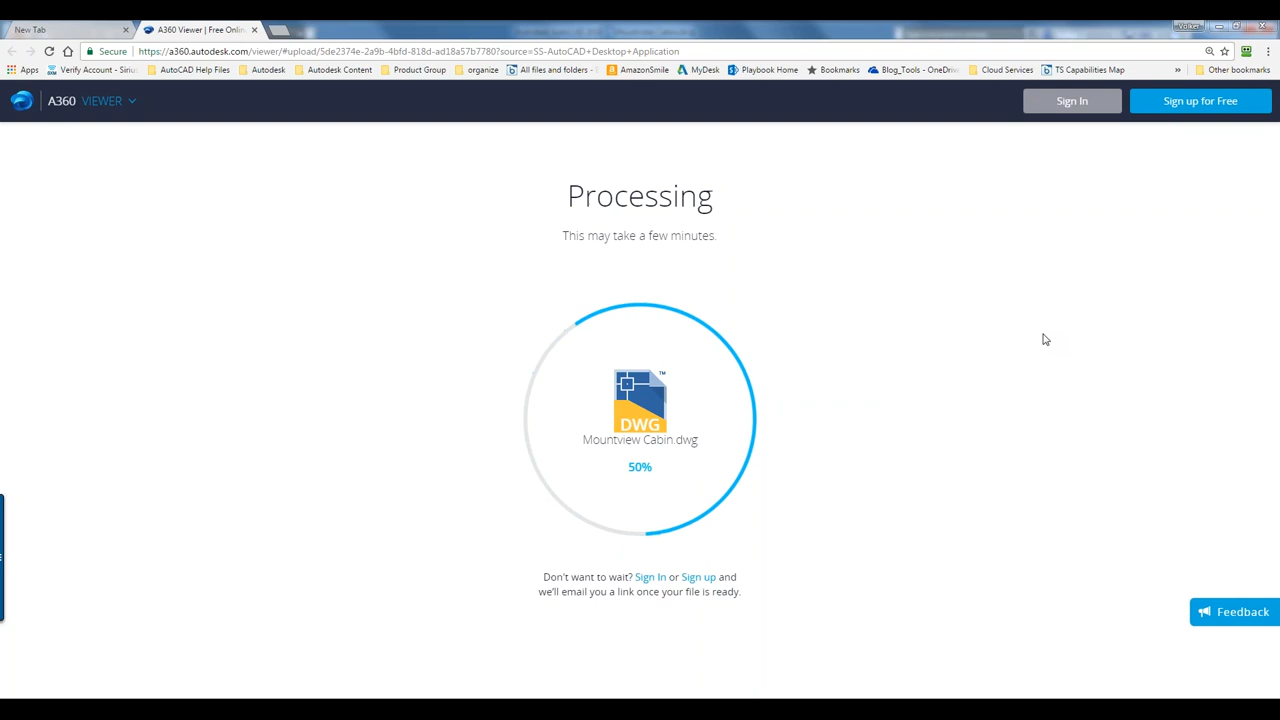 New Tab
A360 Viewer | Free Onlin
Volker
Secure
https://a360.autodesk.com/viewer/#upload/5de2374e-2a9b-4bfd-818d-ad18a57b7780?source=SS-AutoCAD+Desktop+Application
Apps Verify Account - Siriu AutoCAD Help Files Autodesk Autodesk Content Product Group organize All files and folders - AmazonSmile MyDesk Playbook Home Bookmarks Blog_Tools - OneDriv Cloud Services TS Capabilities Map » Other bookmarks
A360 VIEWER
Sign In
Sign up for Free
Processing
This may take a few minutes.
TM
DWG
Mountview Cabin.dwg
50%
Don't want to wait? Sign In or Sign up and
we'll email you a link once your file is ready.
Feedback